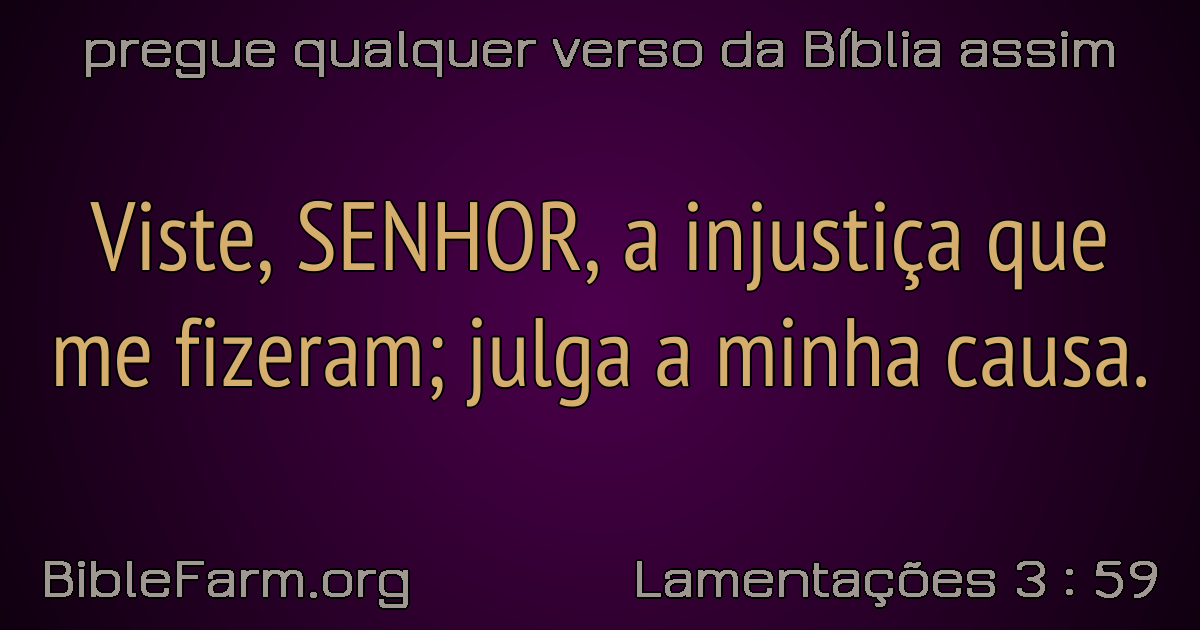 pregue qualquer verso da Bíblia assim
Viste, SENHOR, a injustiça que
me fizeram; julga a minha causa.
BibleFarm.org
Lamentações 3 : 59